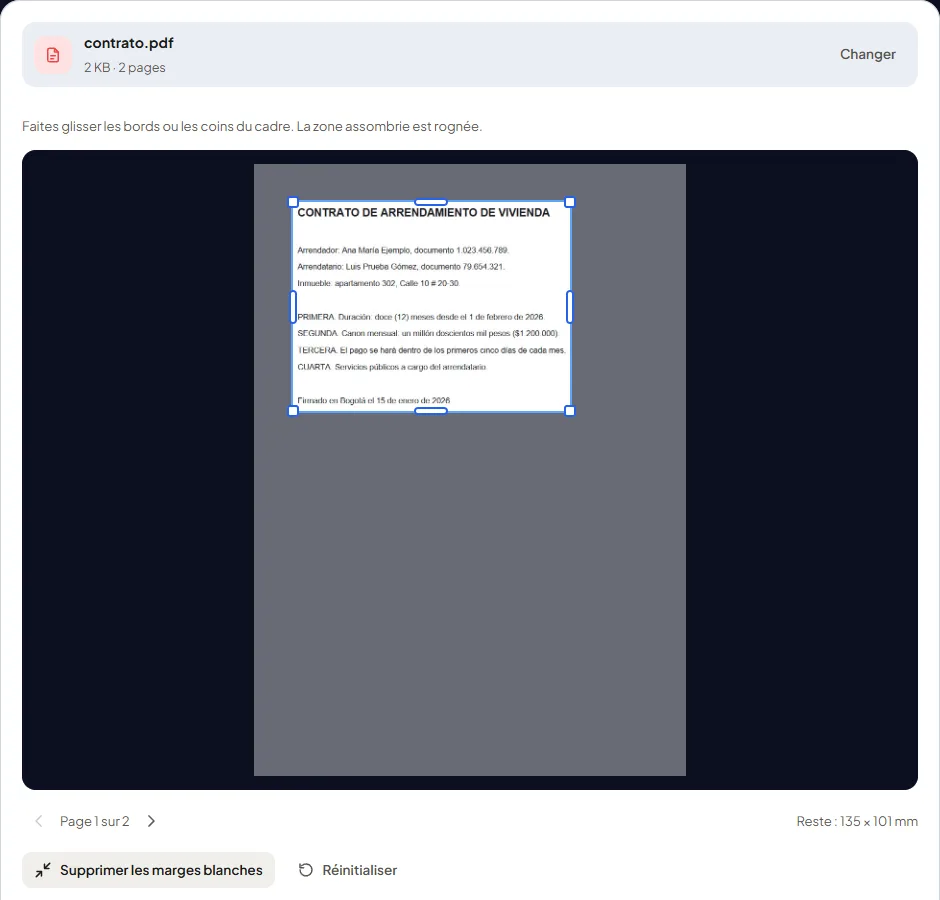 contrato.pdf
2 KB · 2 pages
Changer
Faites glisser les bords ou les coins du cadre. La zone assombrie est rognée.
CONTRATO DE ARRENDAMIENTO DE VIVIENDA
Arrendador: Ana María Ejemplo, documento 1.023.456.789.
Arrendatario: Luis Prueba Gómez, documento 79.654.321.
Inmueble: apartamento 302, Calle 10 # 20-30.
PRIMERA. Duración: doce (12) meses desde el 1 de febrero de 2026.
SEGUNDA. Canon mensual: un millón doscientos mil pesos ($1.200.000).
TERCERA. El pago se hará dentro de los primeros cinco días de cada mes.
CUARTA. Servicios públicos a cargo del arrendatario.
Firmado en Bogotá el 15 de enero de 2026
Page 1 sur 2
Reste : 135 × 101 mm
Supprimer les marges blanches
Réinitialiser